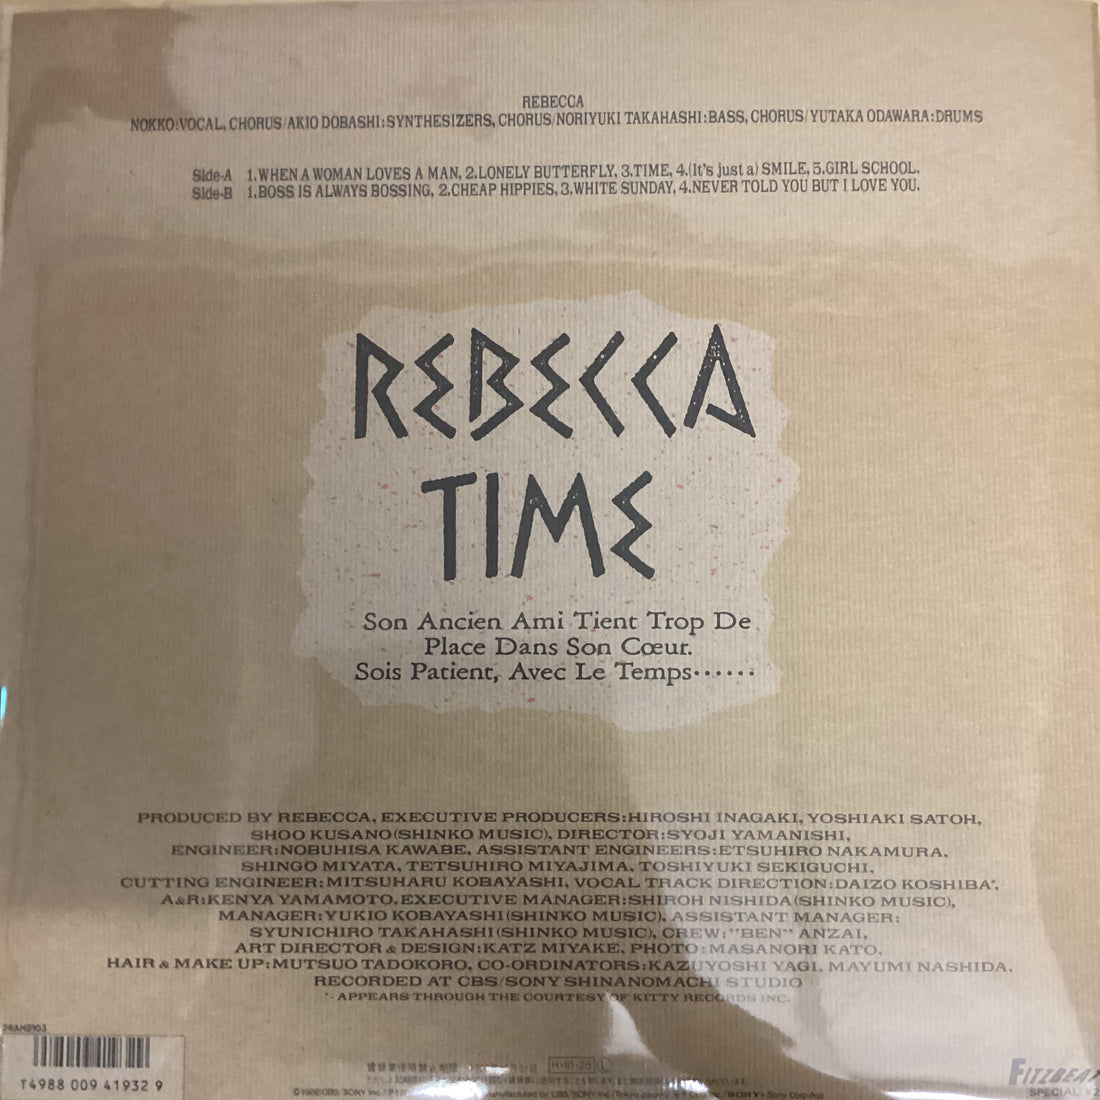 REBECCA
NOKKO:VOCAL, CHORUS/AKIO DOBASHI:SYNTHESIZERS, CHORUS/NORIYUKI TAKAHASHI:BASS, CHORUS/YUTAKA ODAWARA:DRUMS
Side-A 1.WHEN A WOMAN LOVES A MAN, 2.LONELY BUTTERFLY, 3.TIME, 4.(It's just a) SMILE, 5.GIRL SCHOOL.
Side-B 1.BOSS IS ALWAYS BOSSING, 2.CHEAP HIPPIES, 3.WHITE SUNDAY, 4.NEVER TOLD YOU BUT I LOVE YOU.
REBECCA
TIME
Son Ancien Ami Tient Trop De
Place Dans Son Cœur.
Sois Patient, Avec Le Temps······
PRODUCED BY REBECCA, EXECUTIVE PRODUCERS:HIROSHI INAGAKI, YOSHIAKI SATOH,
SHOO KUSANO(SHINKO MUSIC), DIRECTOR:SYOJI YAMANISHI,
ENGINEER:NOBUHISA KAWABE, ASSISTANT ENGINEERS:ETSUHIRO NAKAMURA,
SHINGO MIYATA, TETSUHIRO MIYAJIMA, TOSHIYUKI SEKIGUCHI,
CUTTING ENGINEER:MITSUHARU KOBAYASHI, VOCAL TRACK DIRECTION:DAIZO KOSHIBA*,
A&R:KENYA YAMAMOTO, EXECUTIVE MANAGER:SHIROH NISHIDA(SHINKO MUSIC),
MANAGER:YUKIO KOBAYASHI(SHINKO MUSIC), ASSISTANT MANAGER:
SYUNICHIRO TAKAHASHI(SHINKO MUSIC), CREW:"BEN" ANZAI,
ART DIRECTOR & DESIGN:KATZ MIYAKE, PHOTO:MASANORI KATO,
HAIR & MAKE UP:MUTSUO TADOKORO, CO-ORDINATORS:KAZUYOSHI YAGI, MAYUMI NASHIDA,
RECORDED AT CBS/SONY SHINANOMACHI STUDIO
*APPEARS THROUGH THE COURTESY OF KITTY RECORDS INC.
28AH2103
T4988 009 41932 9
H-10-25 L
FITZBEAT
SPECIAL